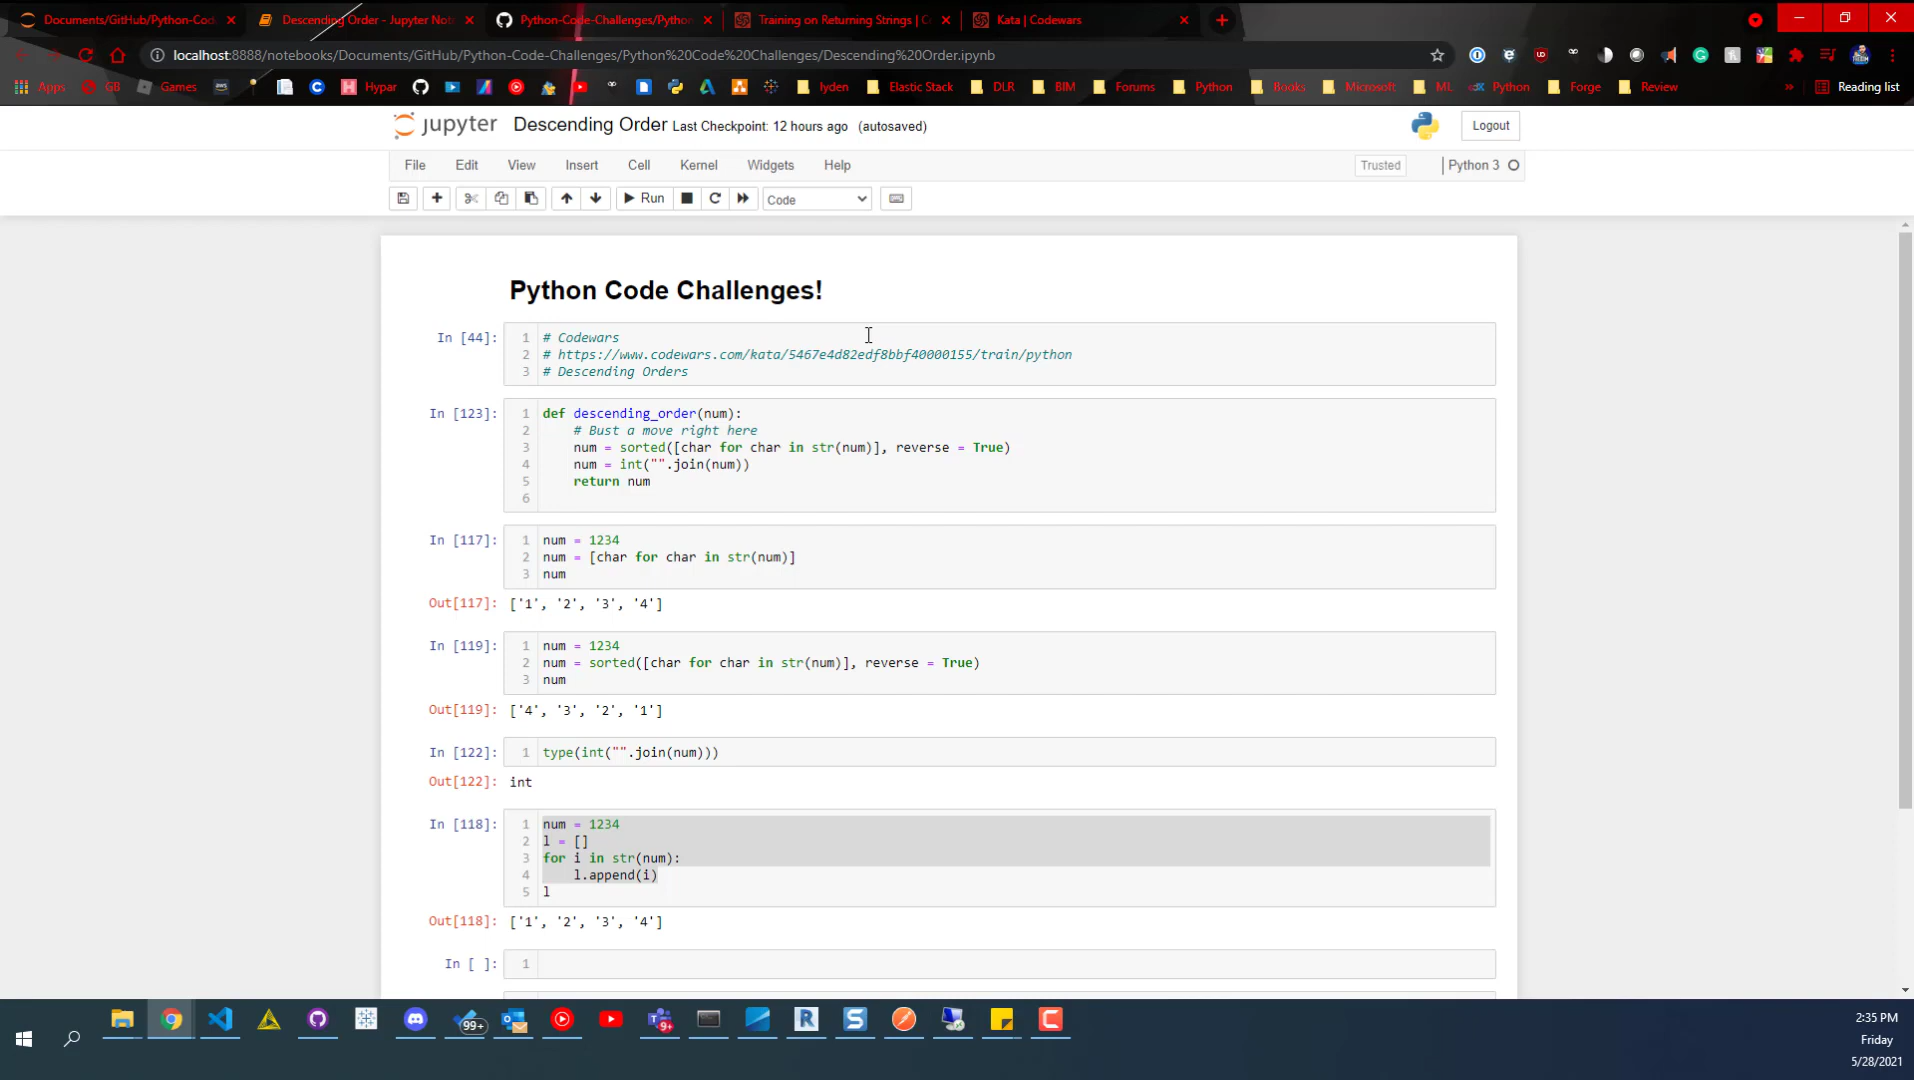 Documents/GitHub/Python-Cod
Descending Order - Jupyter Not
Python-Code-Challenges/Python
Training on Returning Strings | C
Kata | Codewars
localhost:8888/notebooks/Documents/GitHub/Python-Code-Challenges/Python%20Code%20Challenges/Descending%20Order.ipynb
Apps GB Games aws Hypar lyden Elastic Stack DLR BIM Forums Python Books Microsoft ML Python Forge Review » Reading list
jupyter Descending Order Last Checkpoint: 12 hours ago (autosaved) Logout
File Edit View Insert Cell Kernel Widgets Help Trusted Python 3
Run Code
Python Code Challenges!
In [44]: 1 # Codewars
2 # https://www.codewars.com/kata/5467e4d82edf8bbf40000155/train/python
3 # Descending Orders
In [123]: 1 def descending_order(num):
2 # Bust a move right here
3 num = sorted([char for char in str(num)], reverse = True)
4 num = int("".join(num))
5 return num
6
In [117]: 1 num = 1234
2 num = [char for char in str(num)]
3 num
Out[117]: ['1', '2', '3', '4']
In [119]: 1 num = 1234
2 num = sorted([char for char in str(num)], reverse = True)
3 num
Out[119]: ['4', '3', '2', '1']
In [122]: 1 type(int("".join(num)))
Out[122]: int
In [118]: 1 num = 1234
2 l = []
3 for i in str(num):
4 l.append(i)
5 l
Out[118]: ['1', '2', '3', '4']
In [ ]: 1
99+
9+
2:35 PM
Friday
5/28/2021